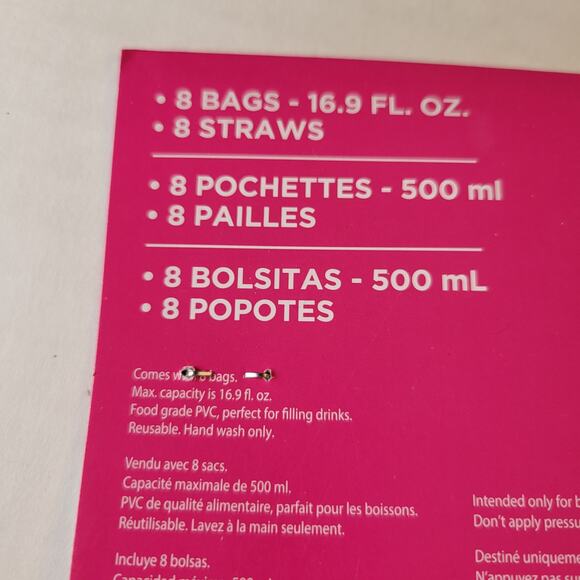 • 8 BAGS - 16.9 FL. OZ.
• 8 STRAWS
• 8 POCHETTES - 500 ml
• 8 PAILLES
• 8 BOLSITAS - 500 mL
• 8 POPOTES
Comes 8 bags.
Max. capacity is 16.9 fl. oz.
Food grade PVC, perfect for filling drinks.
Reusable. Hand wash only.
Vendu avec 8 sacs.
Capacité maximale de 500 ml.
PVC de qualité alimentaire, parfait pour les boissons.
Réutilisable. Lavez à la main seulement.
Incluye 8 bolsas.
Intended only for
Don't apply
Destiné
N'appuyez pas